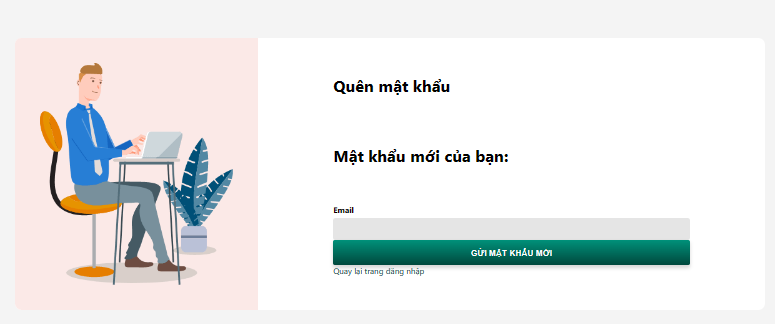 Quên mật khẩu
Mật khẩu mới của bạn:
Email
GỬI MẬT KHẨU MỚI
Quay lại trang đăng nhập